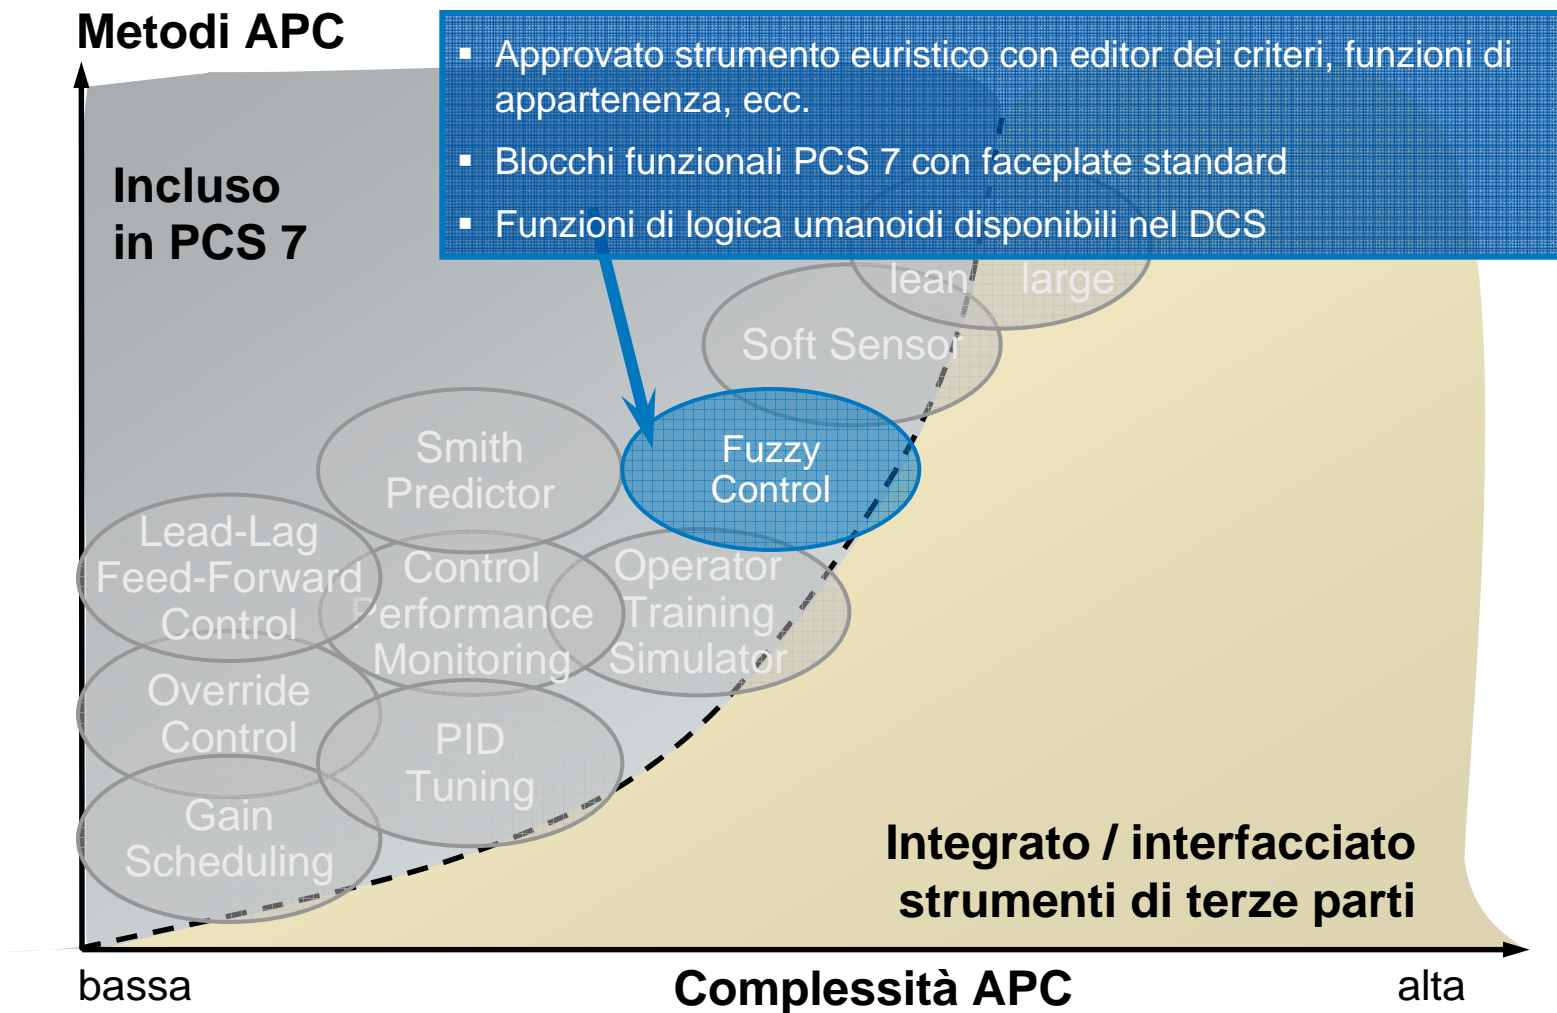 Metodi APC
▪ Approvato strumento euristico con editor dei criteri, funzioni di
appartenenza, ecc.
▪ Blocchi funzionali PCS 7 con faceplate standard
▪ Funzioni di logica umanoidi disponibili nel DCS
Incluso
in PCS 7
lean large
Soft Sensor
Fuzzy
Control
Smith
Predictor
Lead-Lag
Feed-Forward
Control
Control
Performance
Monitoring
Operator
Training
Simulator
Override
Control
PID
Tuning
Gain
Scheduling
Integrato / interfacciato
strumenti di terze parti
bassa
Complessità APC
alta